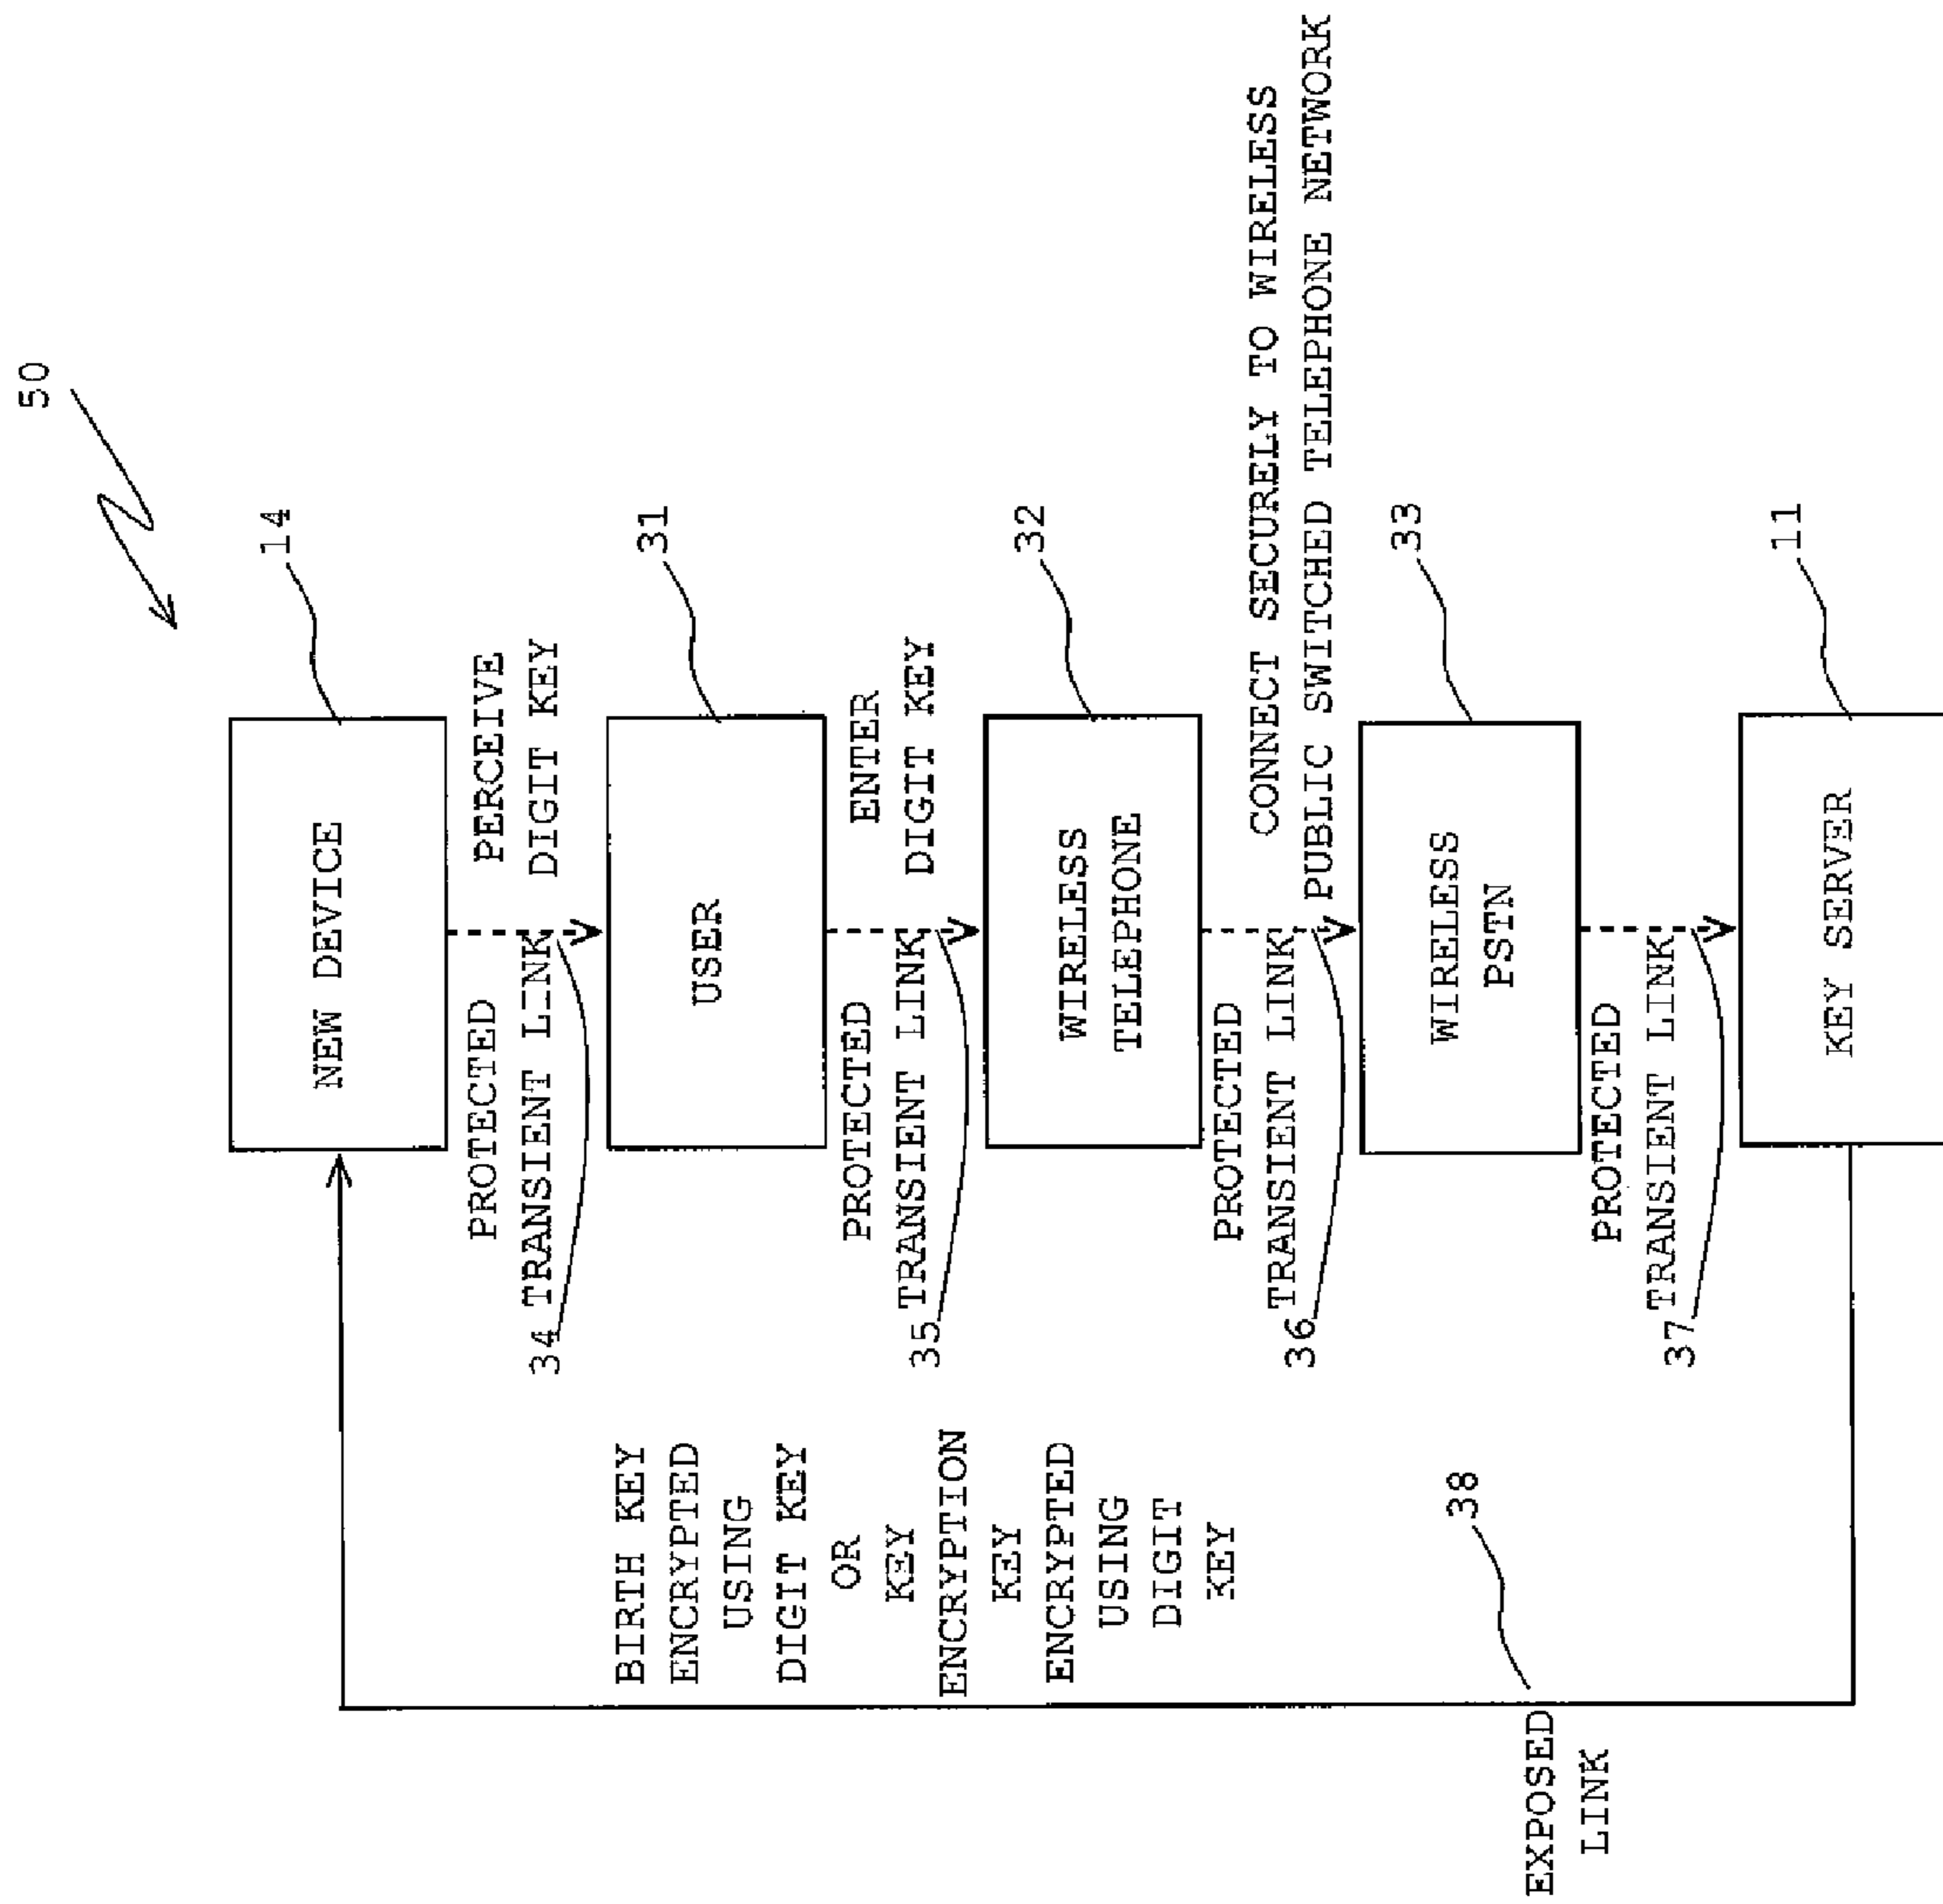 50
14
31
32
33
11
NEW DEVICE
PERCEIVE
DIGIT KEY
PROTECTED
TRANSIENT LINK
34
USER
ENTER
DIGIT KEY
PROTECTED
TRANSIENT LINK
35
WIRELESS
TELEPHONE
CONNECT SECURELY TO WIRELESS
PUBLIC SWITCHED TELEPHONE NETWORK
PROTECTED
TRANSIENT LINK
36
WIRELESS
PSTN
PROTECTED
TRANSIENT LINK
37
KEY SERVER
BIRTH KEY
ENCRYPTED
USING
DIGIT KEY
OR
KEY
ENCRYPTION
KEY
ENCRYPTED
USING
DIGIT
KEY
38
EXPOSED
LINK